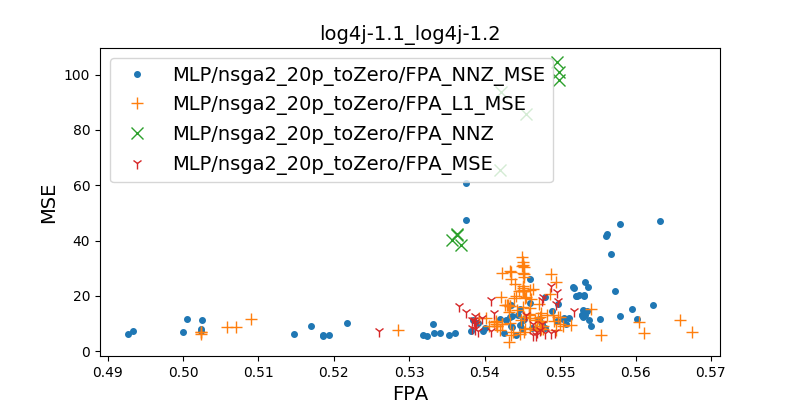 log4j-1.1_log4j-1.2
MLP/nsga2_20p_toZero/FPA_NNZ_MSE
MLP/nsga2_20p_toZero/FPA_L1_MSE
MLP/nsga2_20p_toZero/FPA_NNZ
MLP/nsga2_20p_toZero/FPA_MSE
MSE
100
80
60
40
20
0
0.49 0.50 0.51 0.52 0.53 0.54 0.55 0.56 0.57
FPA